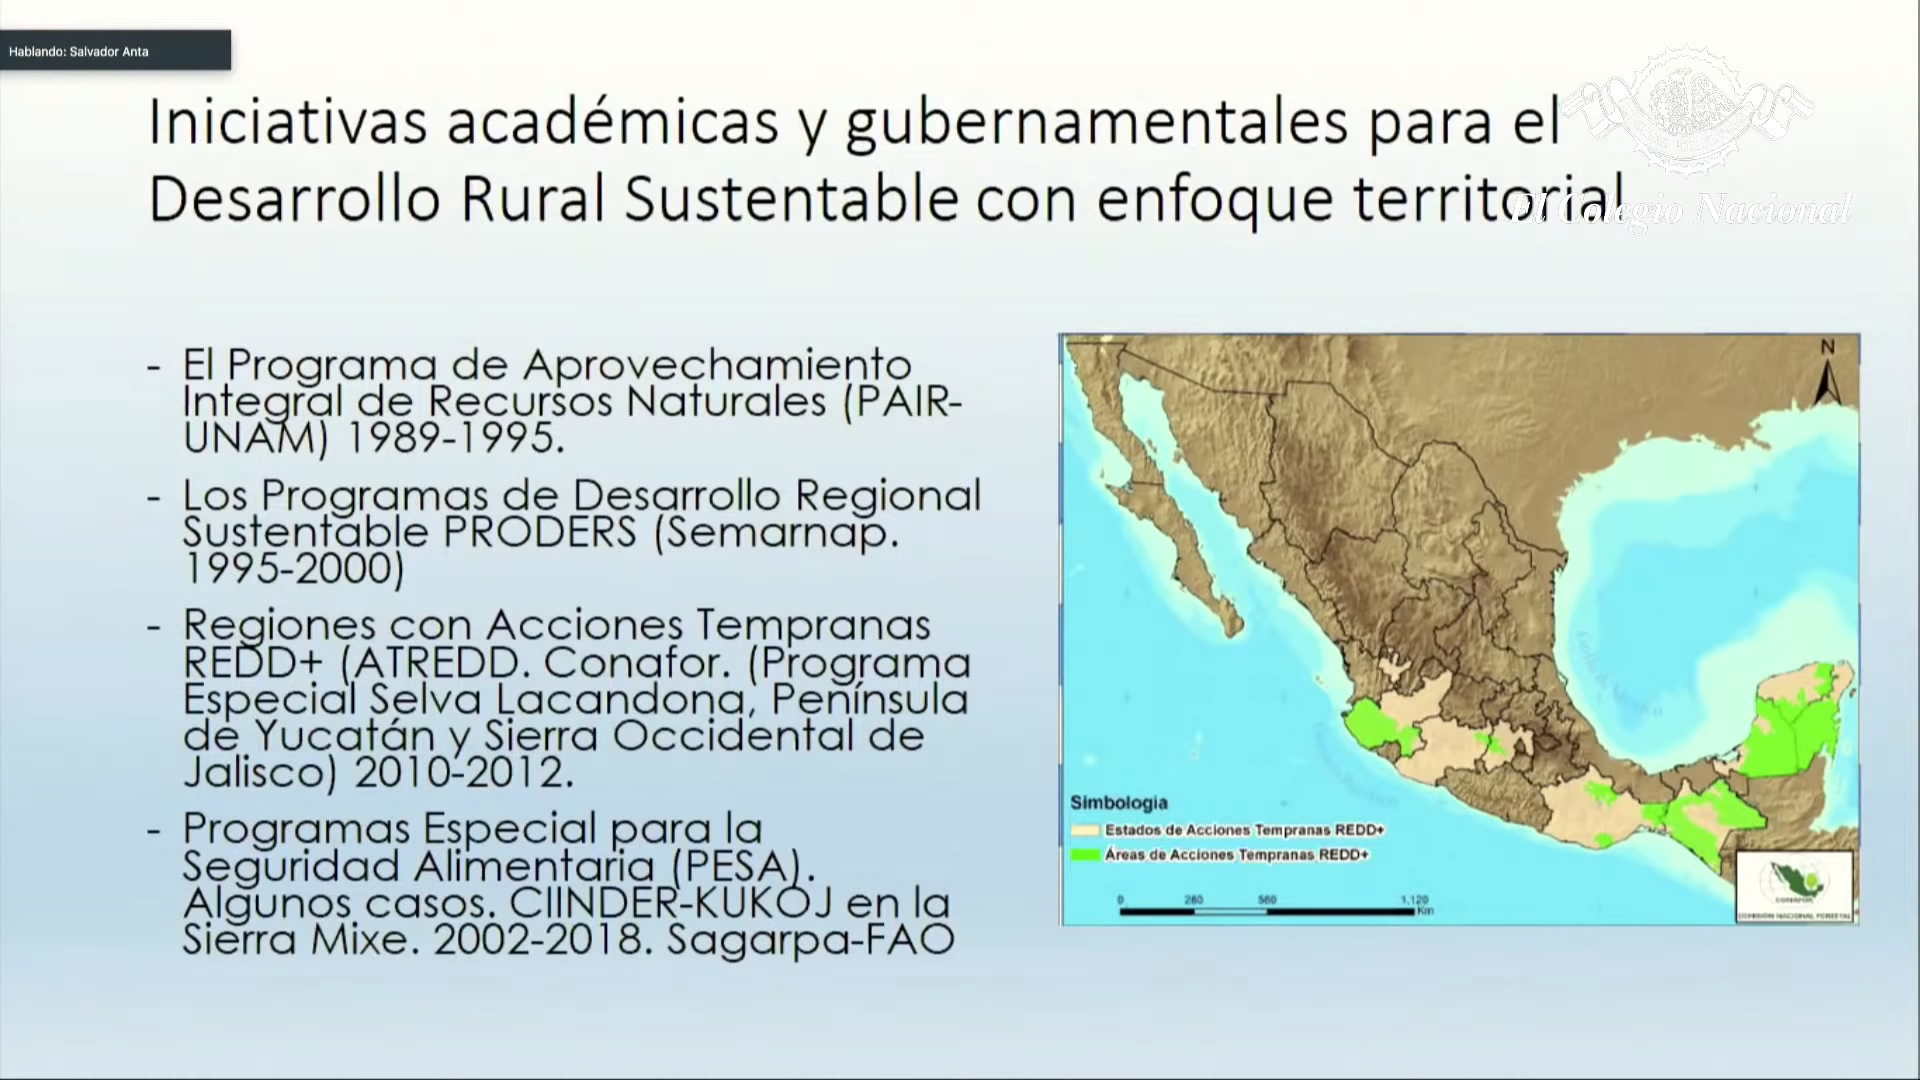 Hablando: Salvador Anta
Iniciativas académicas y gubernamentales para el
Desarrollo Rural Sustentable con enfoque territorial
El Colegio Nacional
- El Programa de Aprovechamiento
Integral de Recursos Naturales (PAIR-
UNAM) 1989-1995.
- Los Programas de Desarrollo Regional
Sustentable PRODERS (Semarnap.
1995-2000)
- Regiones con Acciones Tempranas
REDD+ (ATREDD. Conafor. (Programa
Especial Selva Lacandona, Península
de Yucatán y Sierra Occidental de
Jalisco) 2010-2012.
- Programas Especial para la
Seguridad Alimentaria (PESA).
Algunos casos. CIINDER-KUKOJ en la
Sierra Mixe. 2002-2018. Sagarpa-FAO
N
Simbologia
Estados de Acciones Tempranas REDD+
Áreas de Acciones Tempranas REDD+
0 280 560 1,120
Km
CONAFOR
COMISIÓN NACIONAL FORESTAL